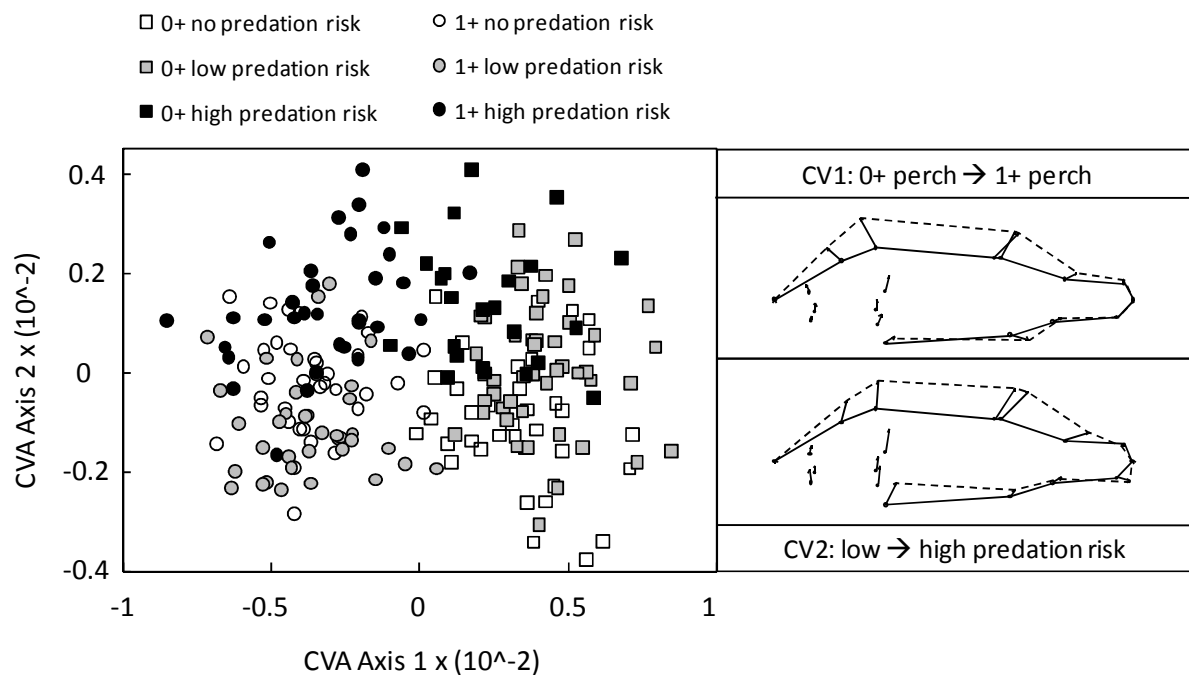 0+ no predation risk
1+ no predation risk
0+ low predation risk
1+ low predation risk
0+ high predation risk
1+ high predation risk
CVA Axis 2 x (10^-2)
0.4
0.2
0
-0.2
-0.4
-1
-0.5
0
0.5
1
CVA Axis 1 x (10^-2)
CV1: 0+ perch → 1+ perch
CV2: low → high predation risk